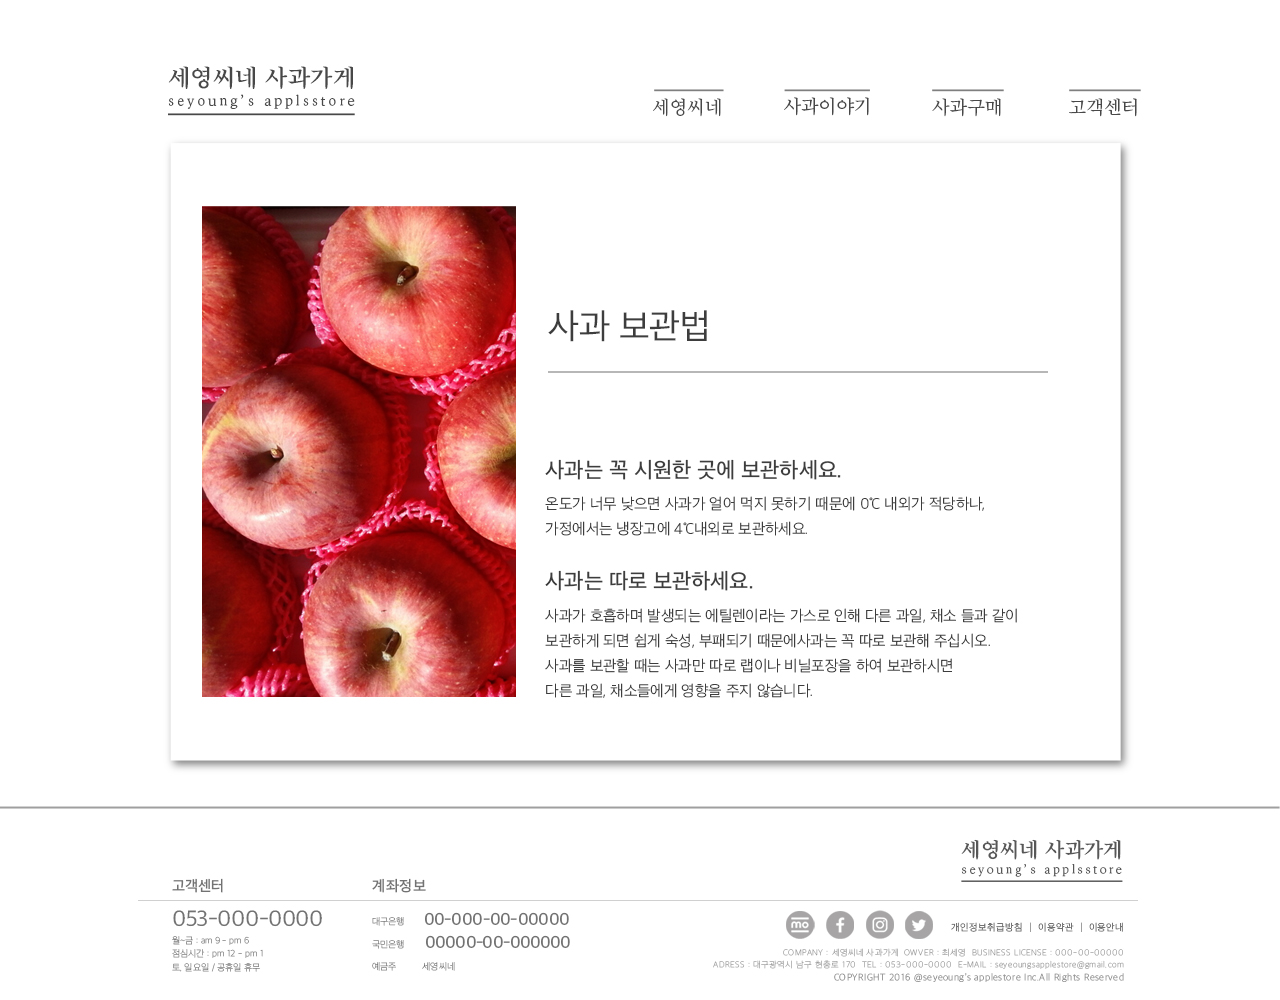 세영씨네 사과가게
seyoung's applsstore
세영씨네 사과이야기 사과구매 고객센터
사과 보관법
사과는 꼭 시원한 곳에 보관하세요.
온도가 너무 낮으면 사과가 얼어 먹지 못하기 때문에 0℃ 내외가 적당하나,
가정에서는 냉장고에 4℃내외로 보관하세요.
사과는 따로 보관하세요.
사과가 호흡하며 발생되는 에틸렌이라는 가스로 인해 다른 과일, 채소 들과 같이
보관하게 되면 쉽게 숙성, 부패되기 때문에사과는 꼭 따로 보관해 주십시오.
사과를 보관할 때는 사과만 따로 랩이나 비닐포장을 하여 보관하시면
다른 과일, 채소들에게 영향을 주지 않습니다.
세영씨네 사과가게
seyoung's applsstore
고객센터
053-000-0000
월-금 : am 9 - pm 6
점심시간 : pm 12 - pm 1
토, 일요일 / 공휴일 휴무
계좌정보
대구은행 00-000-00-00000
국민은행 00000-00-000000
예금주 세영씨네
mo
개인정보취급방침 | 이용약관 | 이용안내
COMPANY : 세영씨네 사과가게 OWVER : 최세영 BUSINESS LICENSE : 000-00-00000
ADRESS : 대구광역시 남구 현충로 170 TEL : 053-000-0000 E-MAIL : seyeoungsapplestore@gmail.com
COPYRIGHT 2016 @seyeoung's applestore Inc.All Rights Reserved